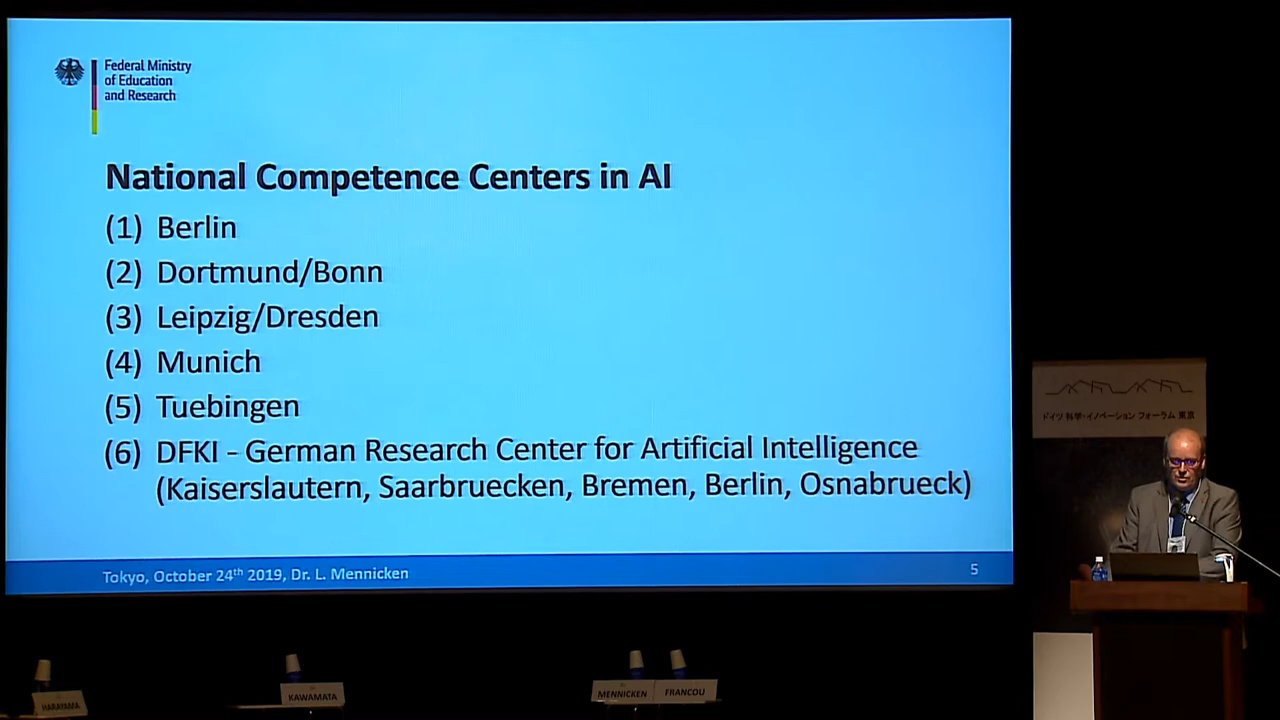 Federal Ministry
of Education
and Research
National Competence Centers in AI
(1) Berlin
(2) Dortmund/Bonn
(3) Leipzig/Dresden
(4) Munich
(5) Tuebingen
(6) DFKI - German Research Center for Artificial Intelligence
(Kaiserslautern, Saarbruecken, Bremen, Berlin, Osnabrueck)
Tokyo, October 24th 2019, Dr. L. Mennicken
5
ドイツ 科学・イノベーション フォーラム 東京
HARAYAMA
KAWAMATA
MENNICKEN
FRANCOU